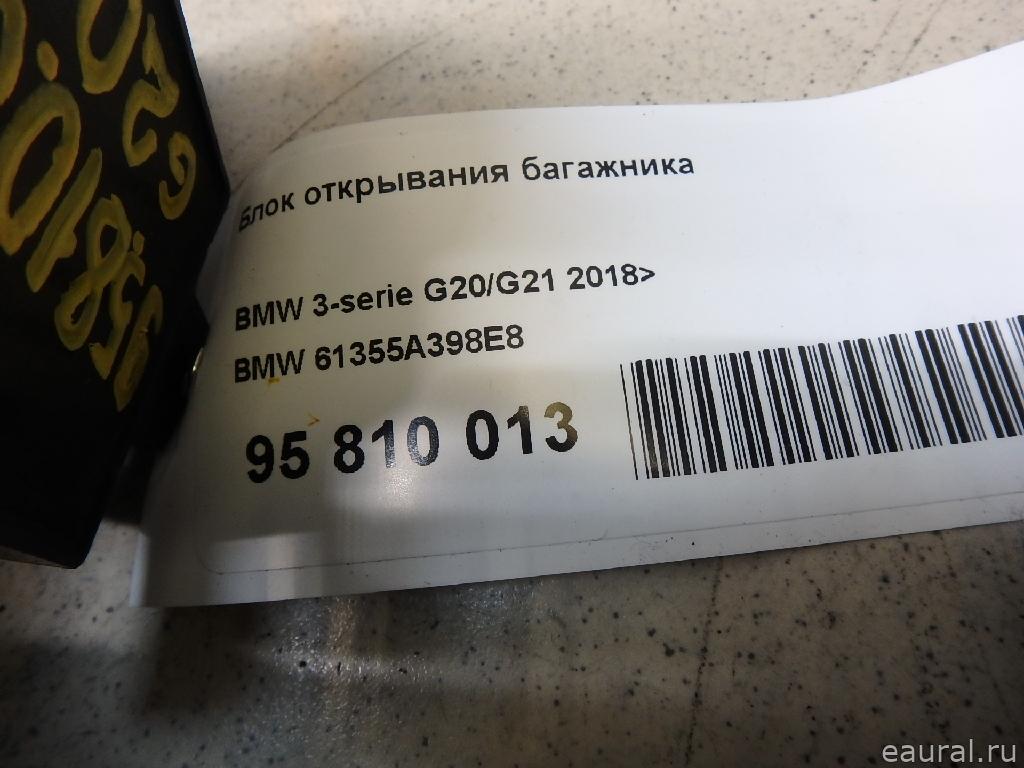 Блок открывания багажника
BMW 3-serie G20/G21 2018>
BMW 61355A398E8
95 810 013
eaural.ru